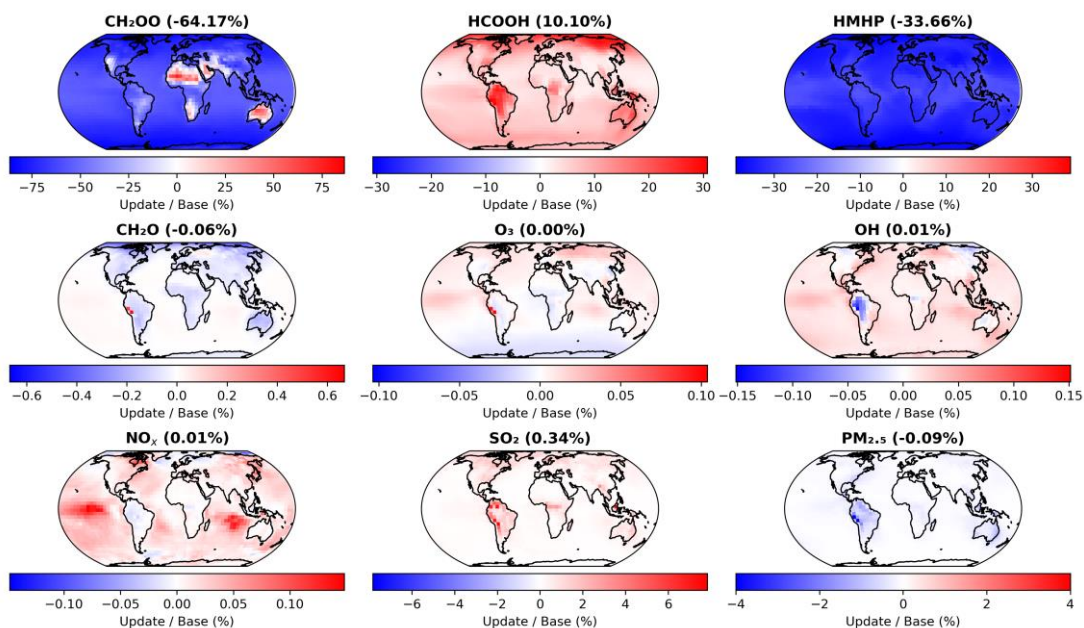 CH₂OO (-64.17%) HCOOH (10.10%) HMHP (-33.66%)
−75 −50 −25 0 25 50 75 −30 −20 −10 0 10 20 30 −30 −20 −10 0 10 20 30
Update / Base (%) Update / Base (%) Update / Base (%)
CH₂O (-0.06%) O₃ (0.00%) OH (0.01%)
−0.6 −0.4 −0.2 0.0 0.2 0.4 0.6 −0.10 −0.05 0.00 0.05 0.10 −0.15 −0.10 −0.05 0.00 0.05 0.10 0.15
Update / Base (%) Update / Base (%) Update / Base (%)
NOₓ (0.01%) SO₂ (0.34%) PM₂.₅ (-0.09%)
−0.10 −0.05 0.00 0.05 0.10 −6 −4 −2 0 2 4 6 −4 −2 0 2 4
Update / Base (%) Update / Base (%) Update / Base (%)